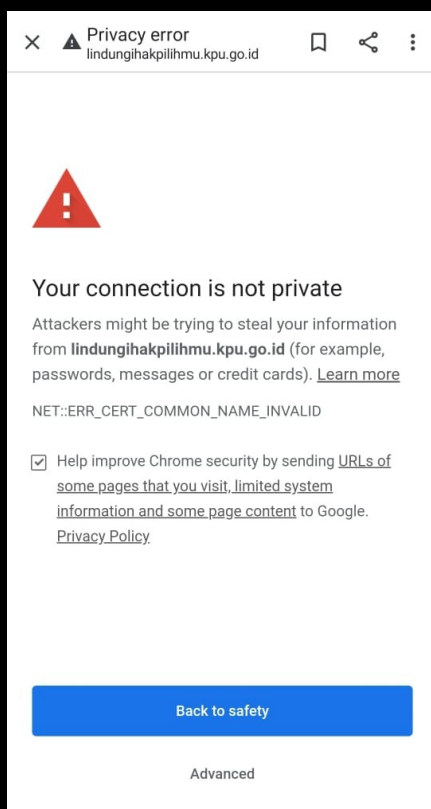 Privacy error
lindungihakpilihmu.kpu.go.id
Your connection is not private
Attackers might be trying to steal your information
from lindungihakpilihmu.kpu.go.id (for example,
passwords, messages or credit cards). Learn more
NET::ERR_CERT_COMMON_NAME_INVALID
Help improve Chrome security by sending URLs of
some pages that you visit, limited system
information and some page content to Google.
Privacy Policy
Back to safety
Advanced